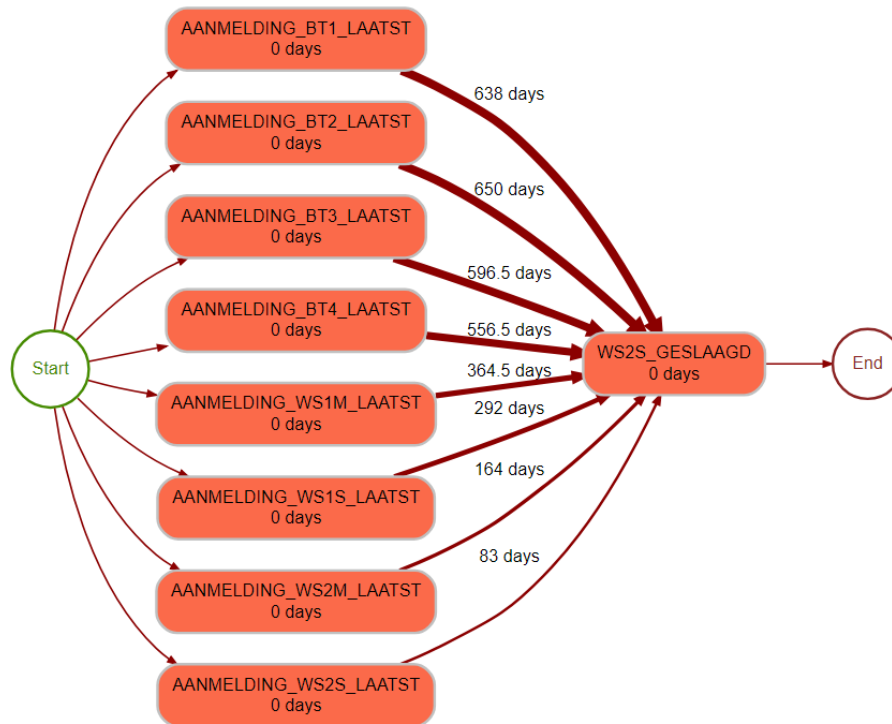 AANMELDING_BT1_LAATST
0 days
638 days
AANMELDING_BT2_LAATST
0 days
650 days
AANMELDING_BT3_LAATST
0 days
596.5 days
AANMELDING_BT4_LAATST
0 days
556.5 days
Start
WS2S_GESLAAGD
0 days
End
364.5 days
AANMELDING_WS1M_LAATST
0 days
292 days
AANMELDING_WS1S_LAATST
0 days
164 days
AANMELDING_WS2M_LAATST
0 days
83 days
AANMELDING_WS2S_LAATST
0 days